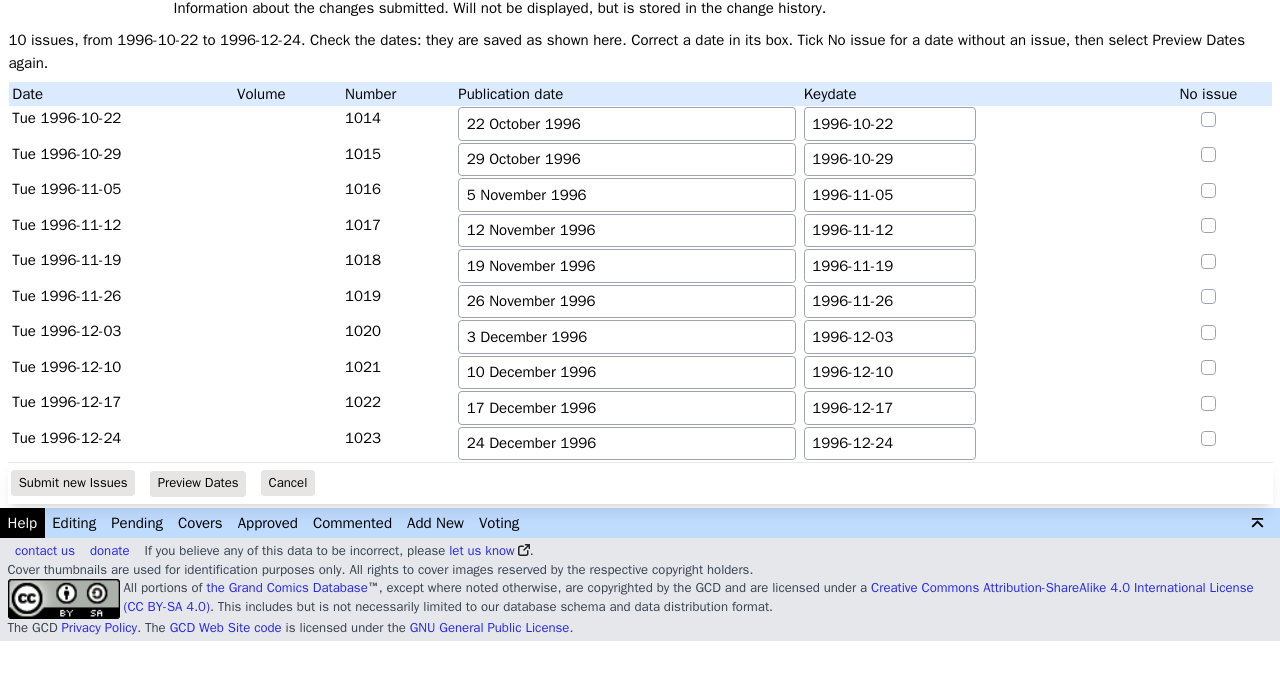 Information about the changes submitted. Will not be displayed, but is stored in the change history.
10 issues, from 1996-10-22 to 1996-12-24. Check the dates: they are saved as shown here. Correct a date in its box. Tick No issue for a date without an issue, then select Preview Dates
again.
Date Volume Number Publication date Keydate No issue
Tue 1996-10-22 1014 22 October 1996 1996-10-22
Tue 1996-10-29 1015 29 October 1996 1996-10-29
Tue 1996-11-05 1016 5 November 1996 1996-11-05
Tue 1996-11-12 1017 12 November 1996 1996-11-12
Tue 1996-11-19 1018 19 November 1996 1996-11-19
Tue 1996-11-26 1019 26 November 1996 1996-11-26
Tue 1996-12-03 1020 3 December 1996 1996-12-03
Tue 1996-12-10 1021 10 December 1996 1996-12-10
Tue 1996-12-17 1022 17 December 1996 1996-12-17
Tue 1996-12-24 1023 24 December 1996 1996-12-24
Submit new Issues Preview Dates Cancel
Help Editing Pending Covers Approved Commented Add New Voting
contact us donate If you believe any of this data to be incorrect, please let us know .
Cover thumbnails are used for identification purposes only. All rights to cover images reserved by the respective copyright holders.
All portions of the Grand Comics Database™, except where noted otherwise, are copyrighted by the GCD and are licensed under a Creative Commons Attribution-ShareAlike 4.0 International License
(CC BY-SA 4.0). This includes but is not necessarily limited to our database schema and data distribution format.
cc BY SA
The GCD Privacy Policy. The GCD Web Site code is licensed under the GNU General Public License.